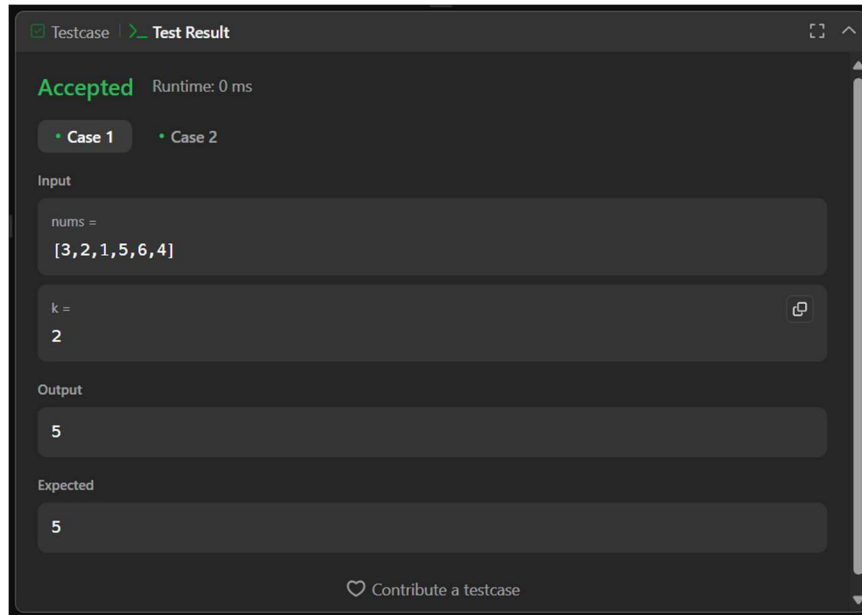 Testcase
Test Result
Accepted Runtime: 0 ms
Case 1 Case 2
Input
nums =
[3,2,1,5,6,4]
k =
2
Output
5
Expected
5
Contribute a testcase